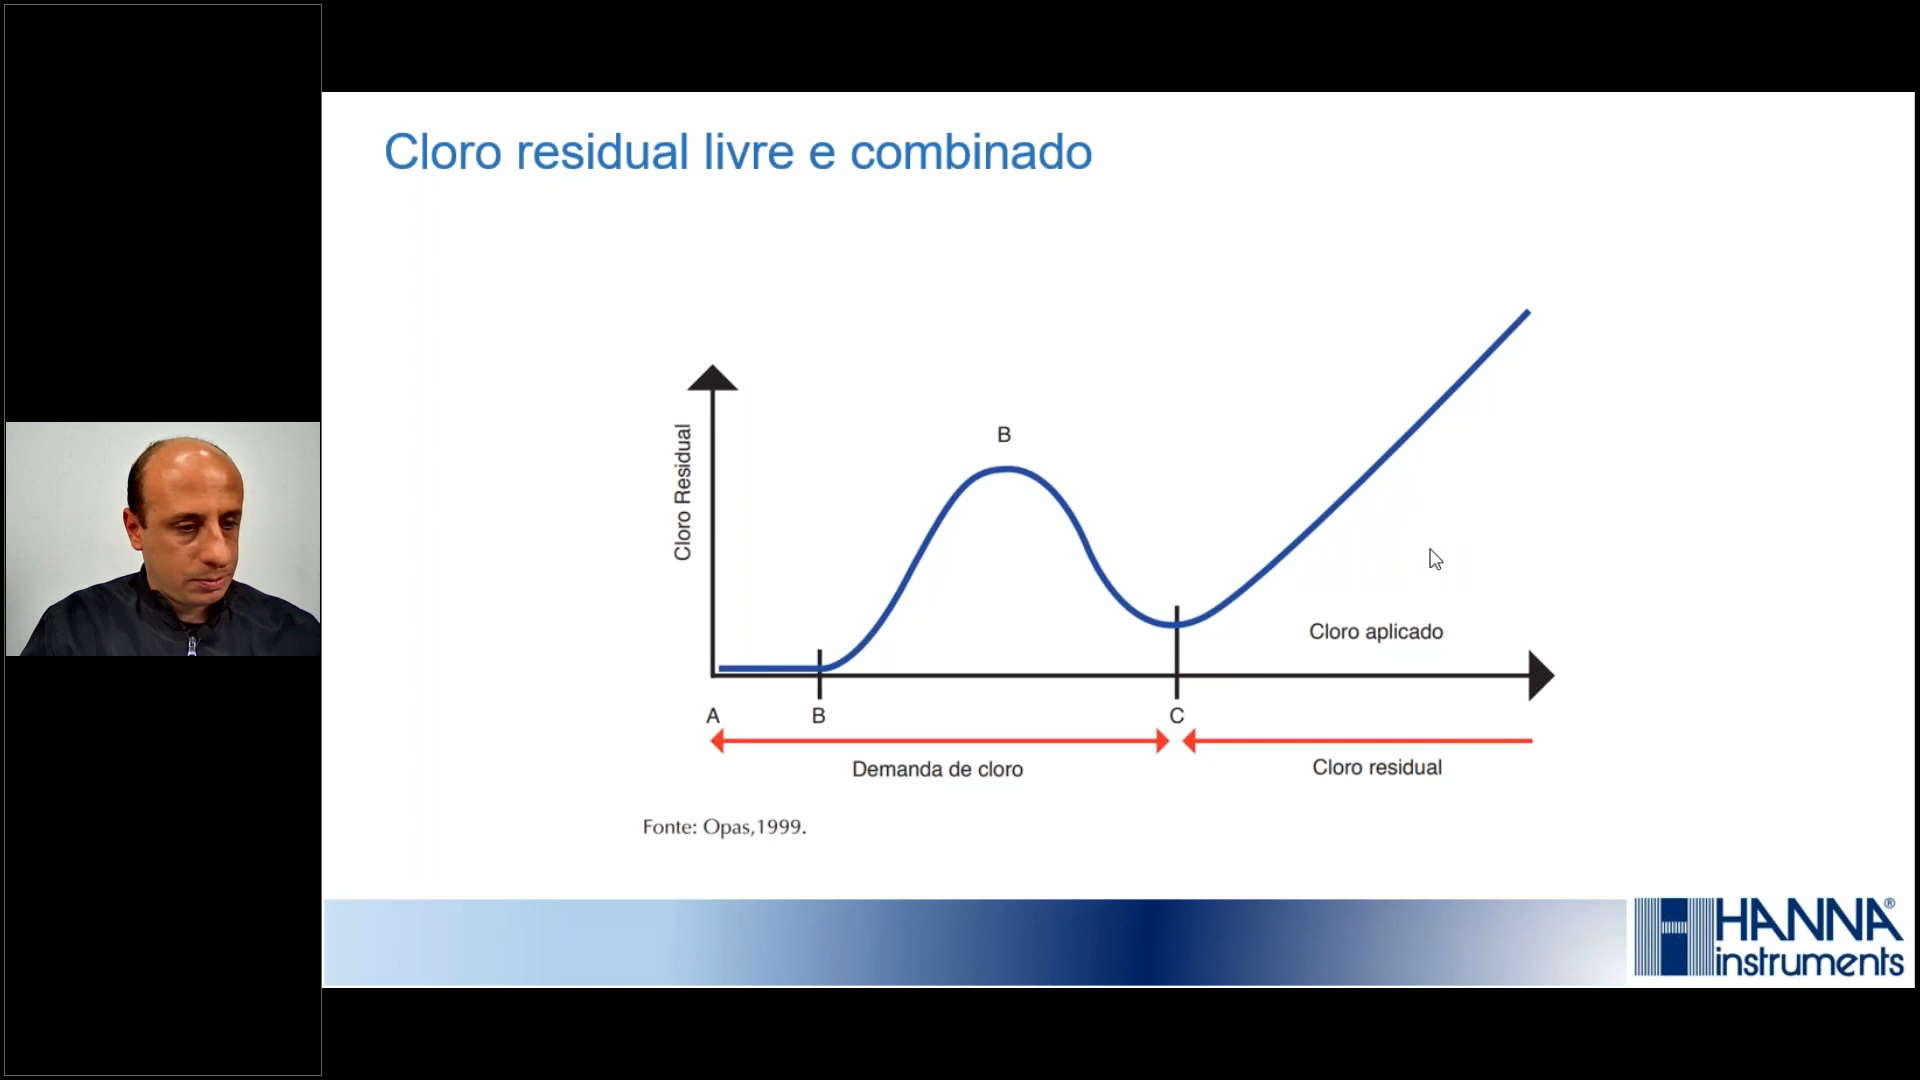 Cloro residual livre e combinado
Cloro Residual
B
Cloro aplicado
A
B
C
Demanda de cloro
Cloro residual
Fonte: Opas,1999.
HANNA®
instruments